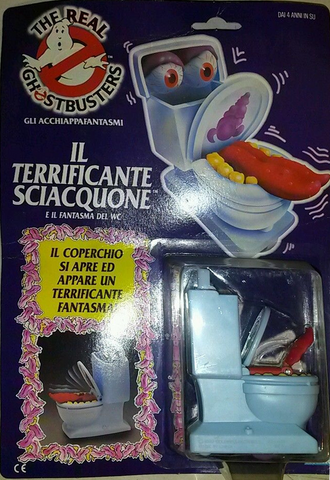 THE REAL
GHOSTBUSTERS
GLI ACCHIAPPAFANTASMI
DAI 4 ANNI IN SU
IL
TERRIFICANTE
SCIACQUONE™
E IL FANTASMA DEL WC
IL COPERCHIO
SI APRE ED
APPARE UN
TERRIFICANTE
FANTASMA
CE